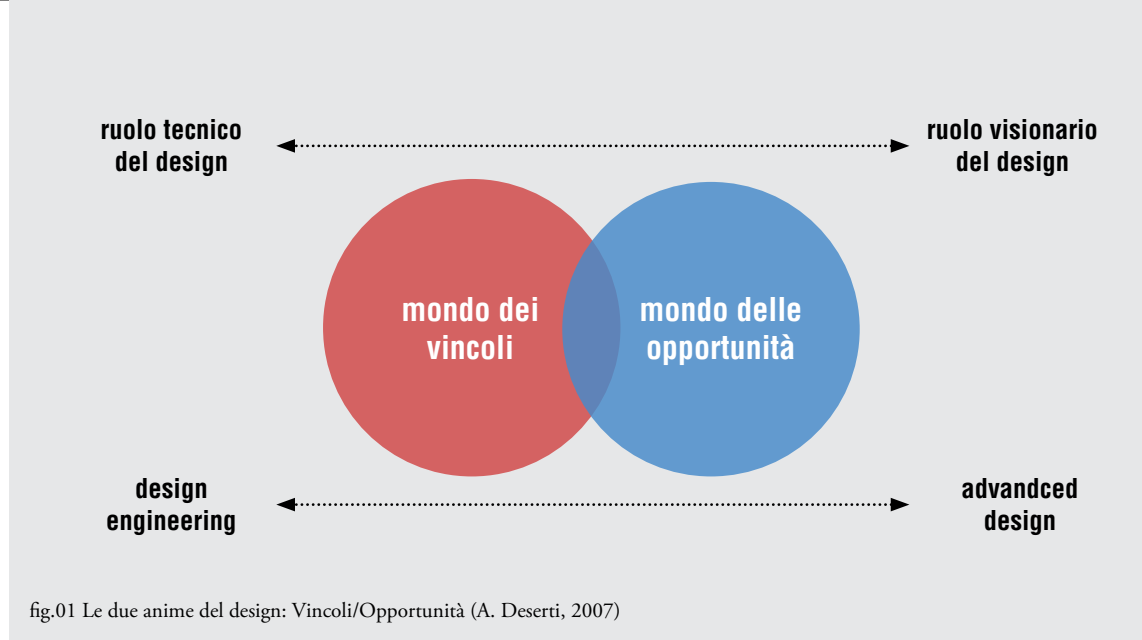 ruolo tecnico
del design
ruolo visionario
del design
mondo dei
vincoli
mondo delle
opportunità
design
engineering
advandced
design
fig.01 Le due anime del design: Vincoli/Opportunità (A. Deserti, 2007)